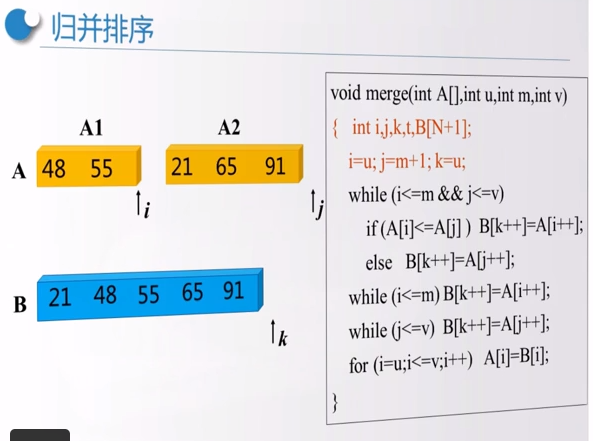 归并排序
A1 A2
A 48 55 21 65 91
i j
B 21 48 55 65 91
k
void merge(int A[],int u,int m,int v)
{ int i,j,k,t,B[N+1];
i=u; j=m+1; k=u;
while (i<=m && j<=v)
if (A[i]<=A[j] ) B[k++]=A[i++];
else B[k++]=A[j++];
while (i<=m) B[k++]=A[i++];
while (j<=v) B[k++]=A[j++];
for (i=u;i<=v;i++) A[i]=B[i];
}